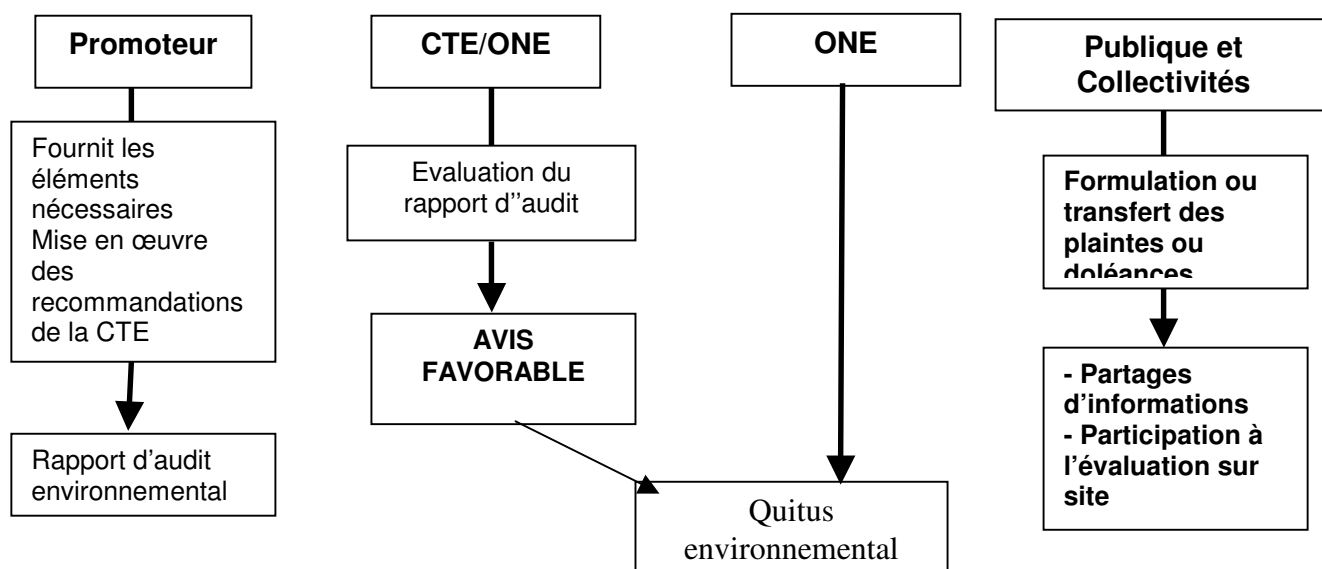 Promoteur
Fournit les
éléments
nécessaires
Mise en œuvre
des
recommandations
de la CTE
Rapport d'audit
environnemental
CTE/ONE
Evaluation du
rapport d''audit
AVIS
FAVORABLE
ONE
Quitus
environnemental
Publique et
Collectivités
Formulation ou
transfert des
plaintes ou
doléances
- Partages
d'informations
- Participation à
l'évaluation sur
site